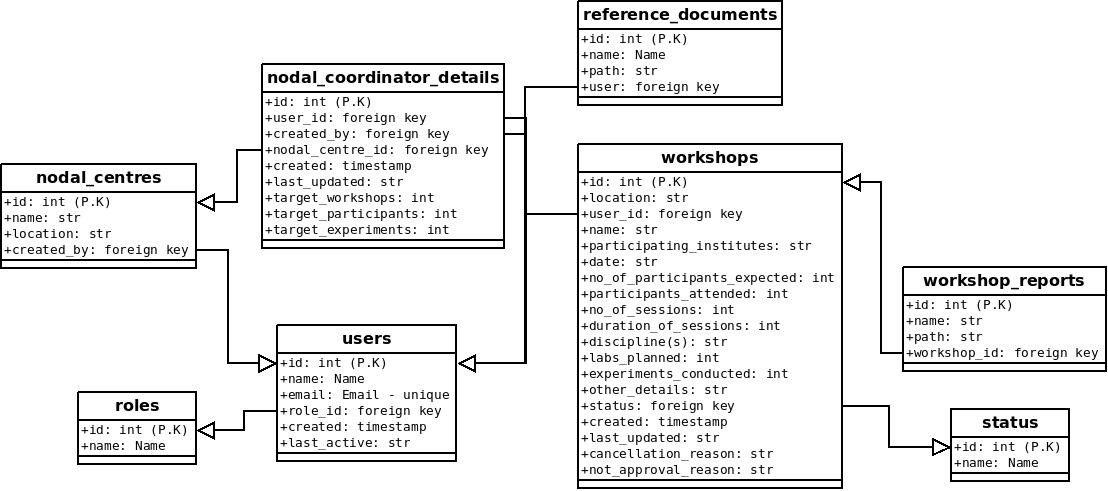 reference_documents
+id: int (P.K)
+name: Name
+path: str
+user: foreign key
nodal_coordinator_details
+id: int (P.K)
+user_id: foreign key
+created_by: foreign key
+nodal_centre_id: foreign key
+created: timestamp
+last_updated: str
+target_workshops: int
+target_participants: int
+target_experiments: int
nodal_centres
+id: int (P.K)
+name: str
+location: str
+created_by: foreign key
workshops
+id: int (P.K)
+location: str
+user_id: foreign key
+name: str
+participating_institutes: str
+date: str
+no_of_participants_expected: int
+participants_attended: int
+no_of_sessions: int
+duration_of_sessions: int
+discipline(s): str
+labs_planned: int
+experiments_conducted: int
+other_details: str
+status: foreign key
+created: timestamp
+last_updated: str
+cancellation_reason: str
+not_approval_reason: str
workshop_reports
+id: int (P.K)
+name: str
+path: str
+workshop_id: foreign key
users
+id: int (P.K)
+name: Name
+email: Email - unique
+role_id: foreign key
+created: timestamp
+last_active: str
roles
+id: int (P.K)
+name: Name
status
+id: int (P.K)
+name: Name